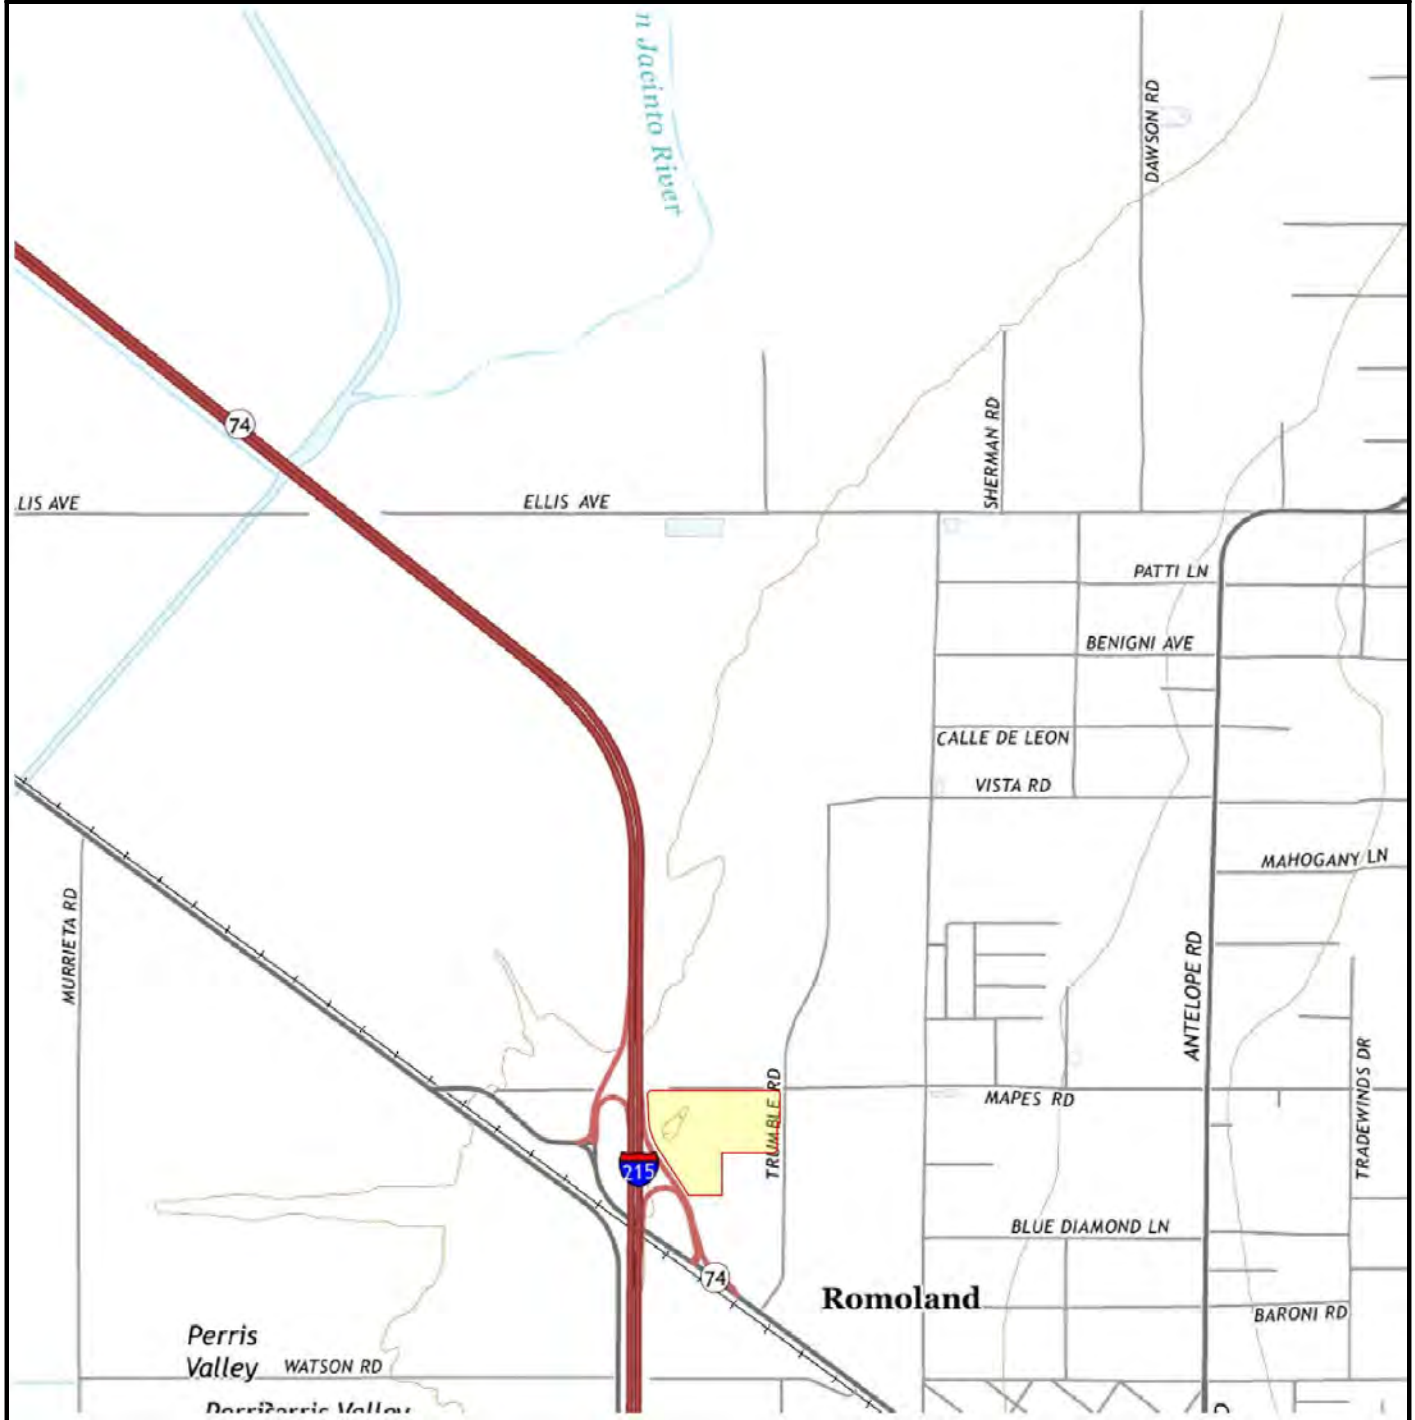 n Jacinto River
DAWSON RD
74
SHERMAN RD
LIS AVE
ELLIS AVE
PATTI LN
BENIGNI AVE
CALLE DE LEON
VISTA RD
MAHOGANY LN
MURRIETA RD
ANTELOPE RD
TRADEWINDS DR
TRUMBLE RD
MAPES RD
215
BLUE DIAMOND LN
74
Romoland
BARONI RD
Perris
Valley
WATSON RD